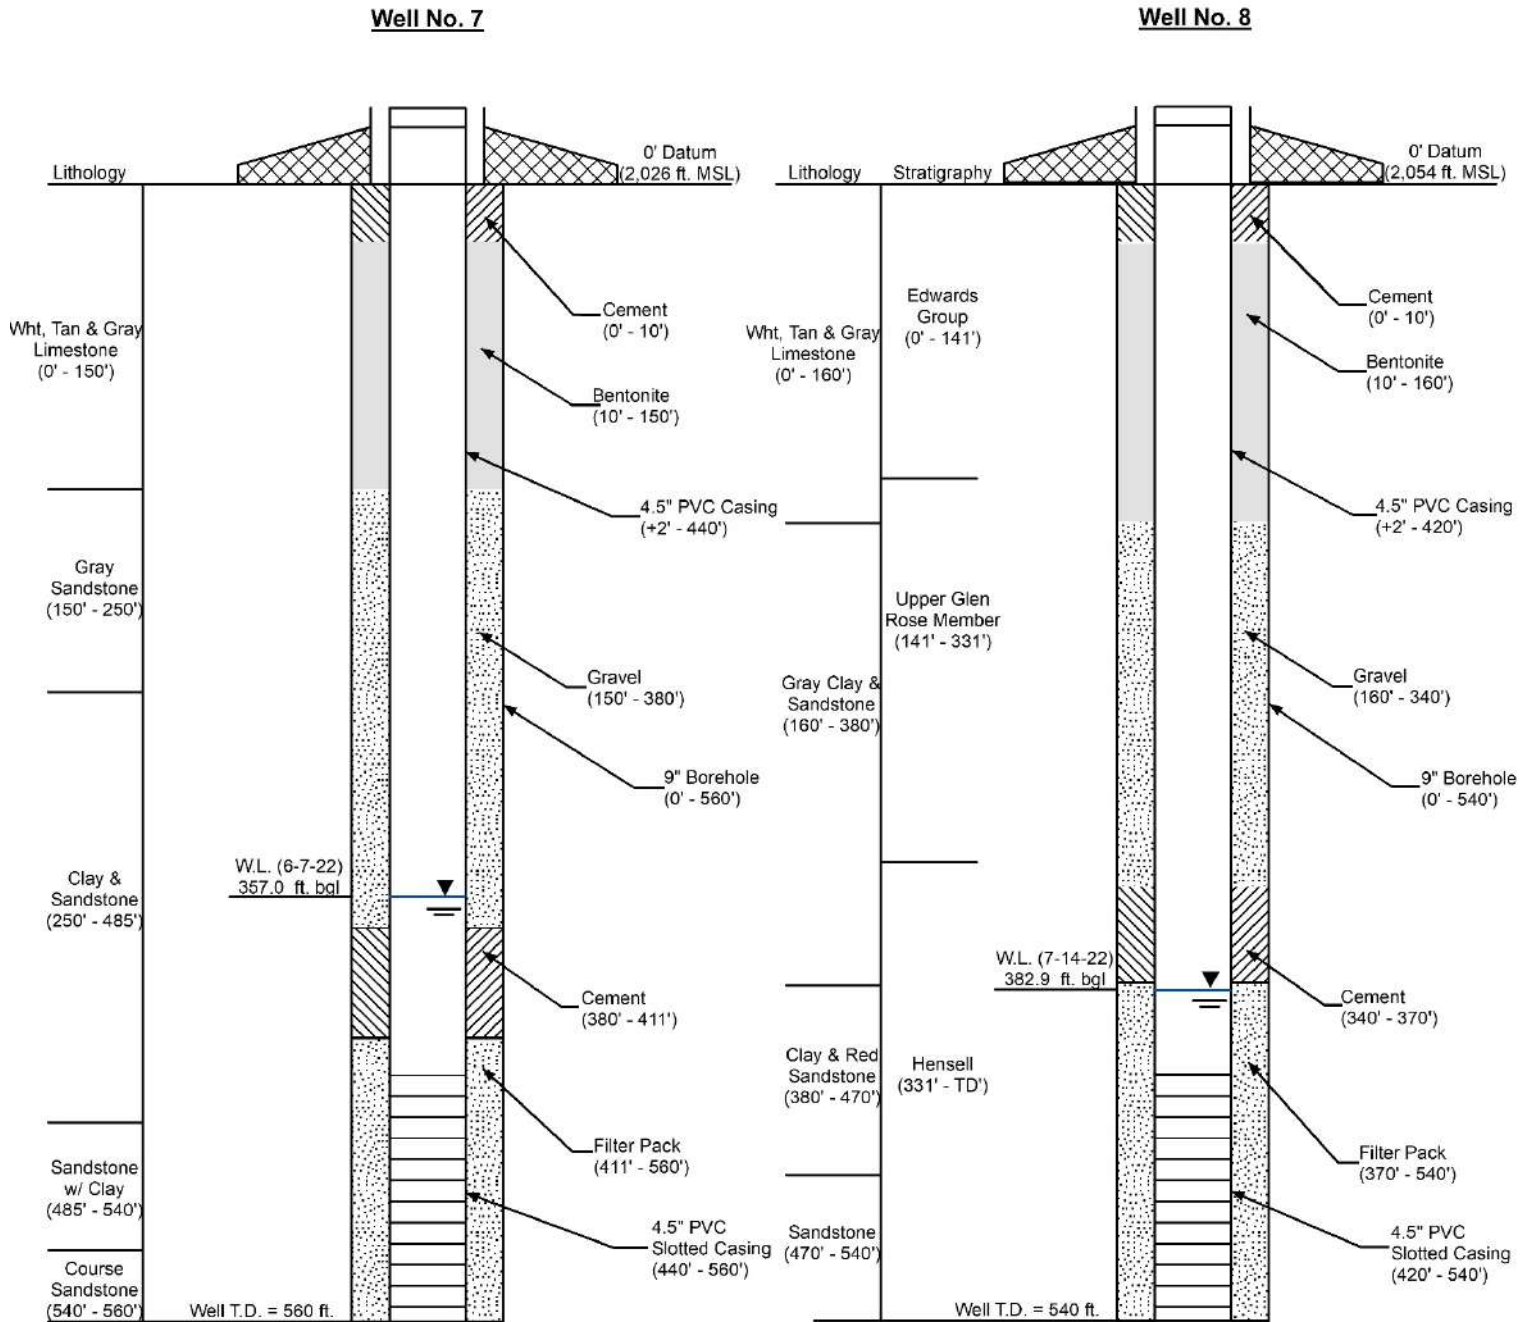 Well No. 7
Lithology
0' Datum
(2,026 ft. MSL)
Wht, Tan & Gray
Limestone
(0' - 150')
Cement
(0' - 10')
Bentonite
(10' - 150')
4.5" PVC Casing
(+2' - 440')
Gray
Sandstone
(150' - 250')
Gravel
(150' - 380')
9" Borehole
(0' - 560')
W.L. (6-7-22)
357.0 ft. bgl
Clay &
Sandstone
(250' - 485')
Cement
(380' - 411')
Filter Pack
(411' - 560')
Sandstone
w/ Clay
(485' - 540')
4.5" PVC
Slotted Casing
(440' - 560')
Course
Sandstone
(540' - 560')
Well T.D. = 560 ft.
Well No. 8
Lithology
Stratigraphy
0' Datum
(2,054 ft. MSL)
Wht, Tan & Gray
Limestone
(0' - 160')
Edwards
Group
(0' - 141')
Cement
(0' - 10')
Bentonite
(10' - 160')
4.5" PVC Casing
(+2' - 420')
Upper Glen
Rose Member
(141' - 331')
Gray Clay &
Sandstone
(160' - 380')
Gravel
(160' - 340')
9" Borehole
(0' - 540')
W.L. (7-14-22)
382.9 ft. bgl
Cement
(340' - 370')
Clay & Red
Sandstone
(380' - 470')
Hensell
(331' - TD')
Filter Pack
(370' - 540')
Sandstone
(470' - 540')
4.5" PVC
Slotted Casing
(420' - 540')
Well T.D. = 540 ft.